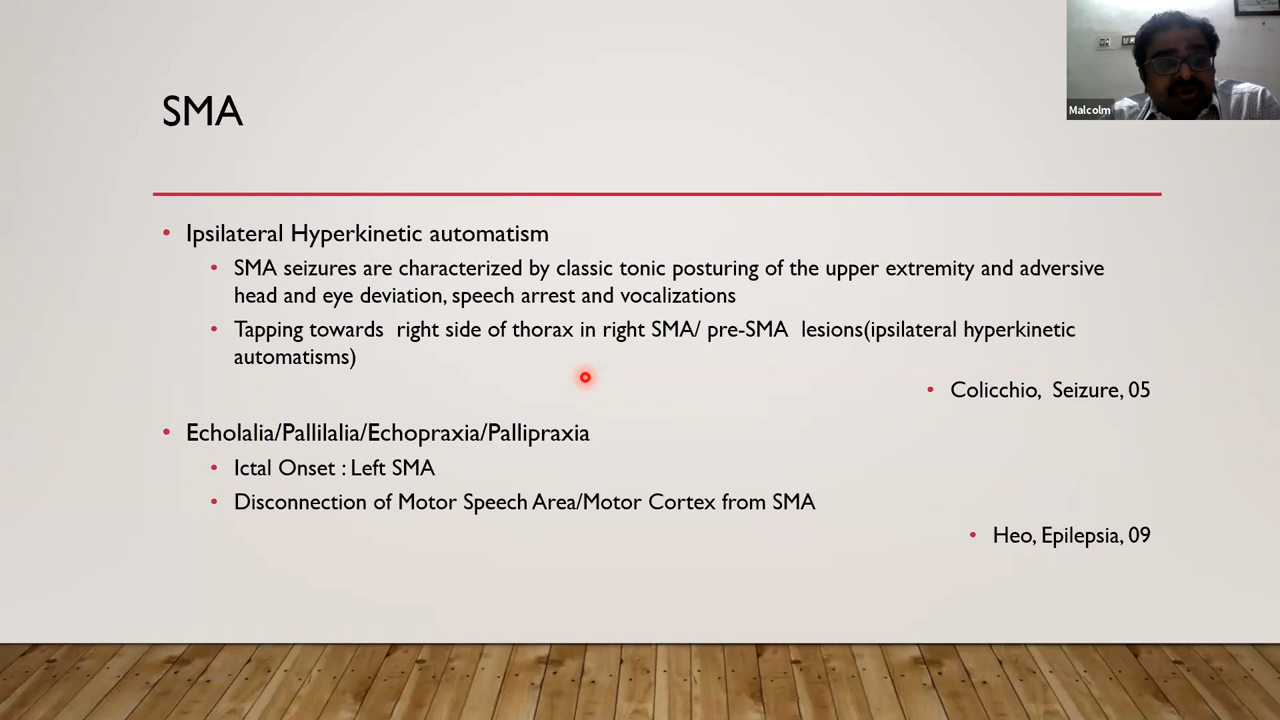 Malcolm
SMA
• Ipsilateral Hyperkinetic automatism
• SMA seizures are characterized by classic tonic posturing of the upper extremity and adversive
head and eye deviation, speech arrest and vocalizations
• Tapping towards right side of thorax in right SMA/ pre-SMA lesions(ipsilateral hyperkinetic
automatisms)
• Colicchio, Seizure, 05
• Echolalia/Pallilalia/Echopraxia/Pallipraxia
• Ictal Onset : Left SMA
• Disconnection of Motor Speech Area/Motor Cortex from SMA
• Heo, Epilepsia, 09